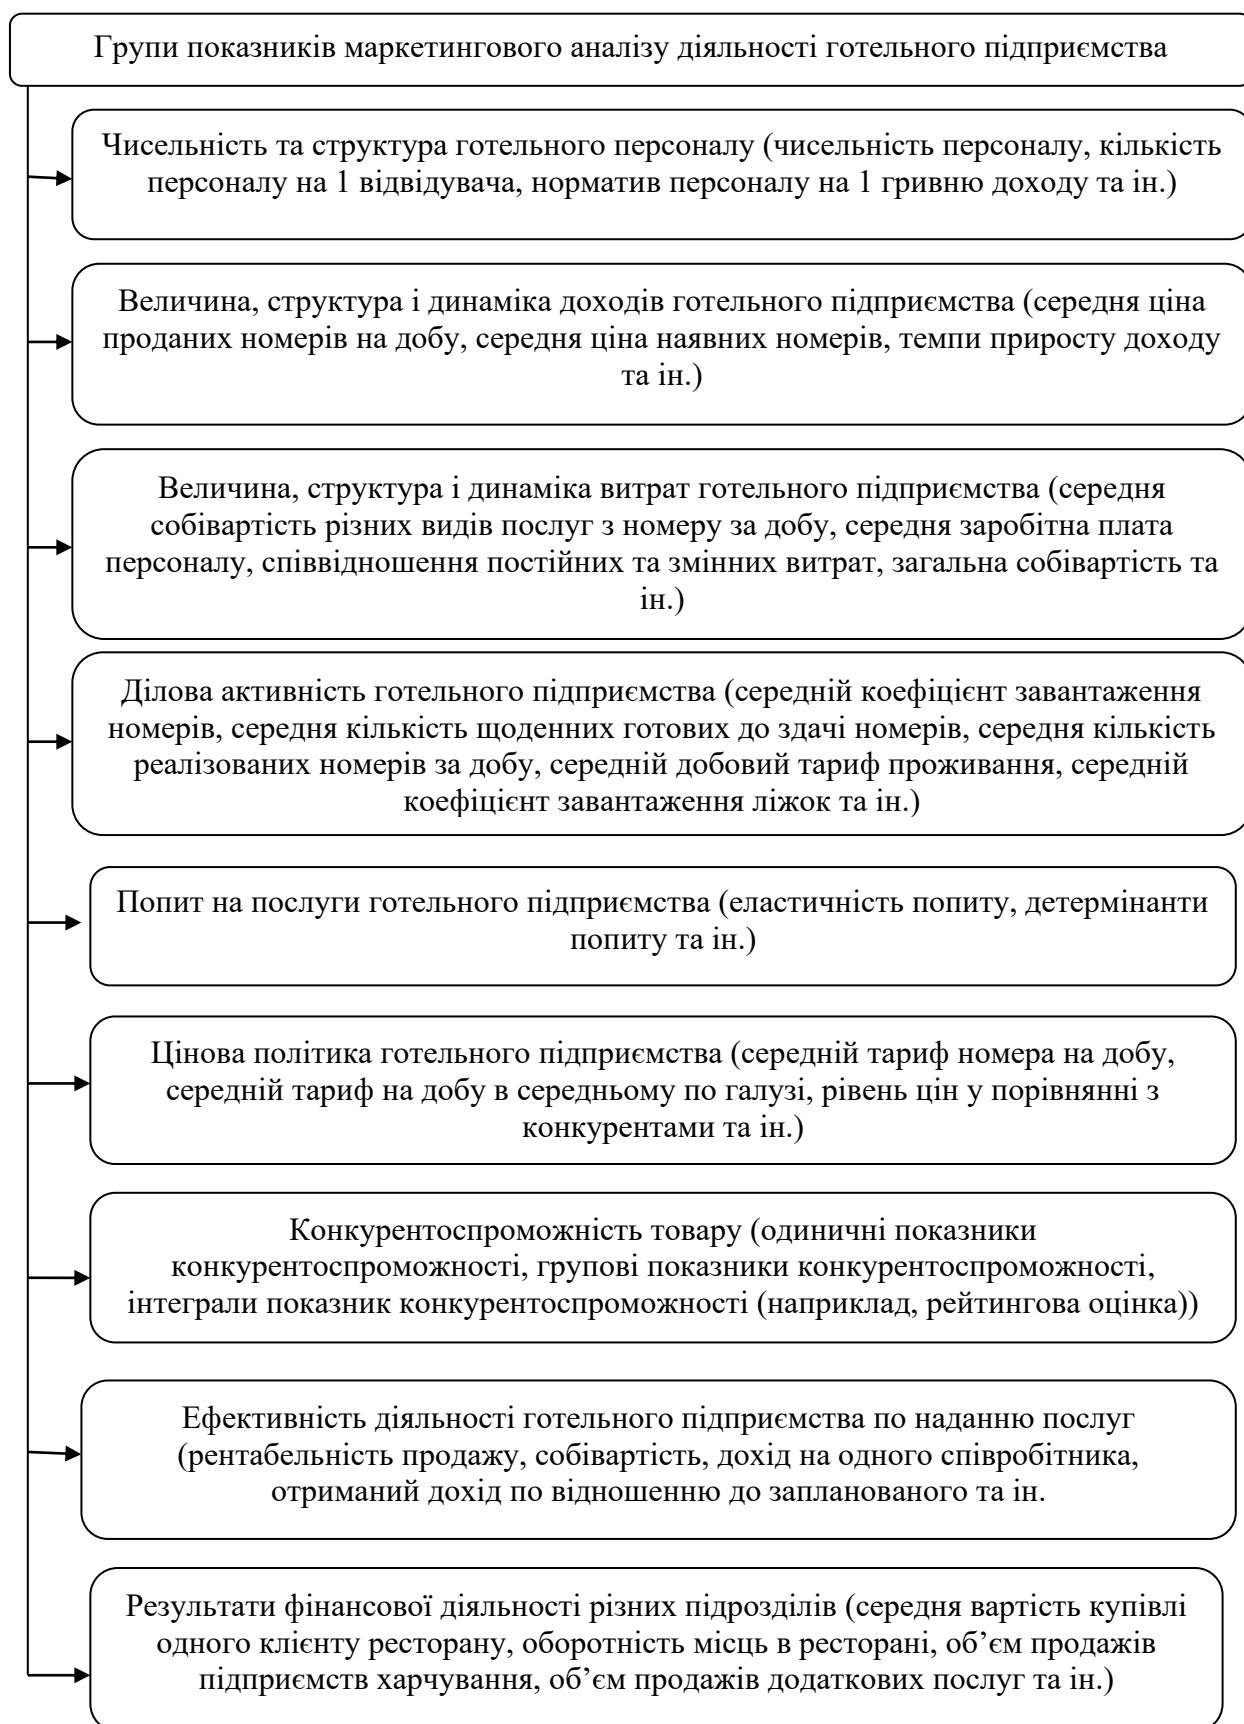 Групи показників маркетингового аналізу діяльності готельного підприємства
Чисельність та структура готельного персоналу (чисельність персоналу, кількість
персоналу на 1 відвідувача, норматив персоналу на 1 гривню доходу та ін.)
Величина, структура і динаміка доходів готельного підприємства (середня ціна
проданих номерів на добу, середня ціна наявних номерів, темпи приросту доходу
та ін.)
Величина, структура і динаміка витрат готельного підприємства (середня
собівартість різних видів послуг з номеру за добу, середня заробітна плата
персоналу, співвідношення постійних та змінних витрат, загальна собівартість та
ін.)
Ділова активність готельного підприємства (середній коефіцієнт завантаження
номерів, середня кількість щоденних готових до здачі номерів, середня кількість
реалізованих номерів за добу, середній добовий тариф проживання, середній
коефіцієнт завантаження ліжок та ін.)
Попит на послуги готельного підприємства (еластичність попиту, детермінанти
попиту та ін.)
Цінова політика готельного підприємства (середній тариф номера на добу,
середній тариф на добу в середньому по галузі, рівень цін у порівнянні з
конкурентами та ін.)
Конкурентоспроможність товару (одиничні показники
конкурентоспроможності, групові показники конкурентоспроможності,
інтеграли показник конкурентоспроможності (наприклад, рейтингова оцінка))
Ефективність діяльності готельного підприємства по наданню послуг
(рентабельність продажу, собівартість, дохід на одного співробітника,
отриманий дохід по відношенню до запланованого та ін.
Результати фінансової діяльності різних підрозділів (середня вартість купівлі
одного клієнту ресторану, оборотність місць в ресторані, об’єм продажів
підприємств харчування, об’єм продажів додаткових послуг та ін.)